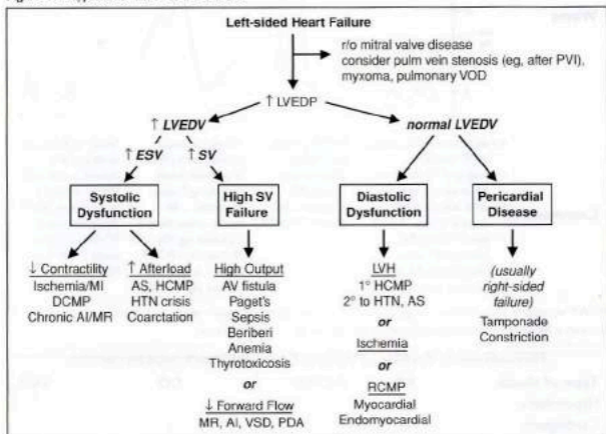 Left-sided Heart Failure
r/o mitral valve disease
consider pulm vein stenosis (eg, after PVI),
myxoma, pulmonary VOD
↑ LVEDP
↑ LVEDV
normal LVEDV
↑ ESV
↑ SV
Systolic
Dysfunction
High SV
Failure
Diastolic
Dysfunction
Pericardial
Disease
↓ Contractility
Ischemia/MI
DCMP
Chronic AI/MR
↑ Afterload
AS, HCMP
HTN crisis
Coarctation
High Output
AV fistula
Paget's
Sepsis
Beriberi
Anemia
Thyrotoxicosis
or
↓ Forward Flow
MR, AI, VSD, PDA
LVH
1° HCMP
2° to HTN, AS
or
Ischemia
or
RCMP
Myocardial
Endomyocardial
(usually
right-sided
failure)
Tamponade
Constriction